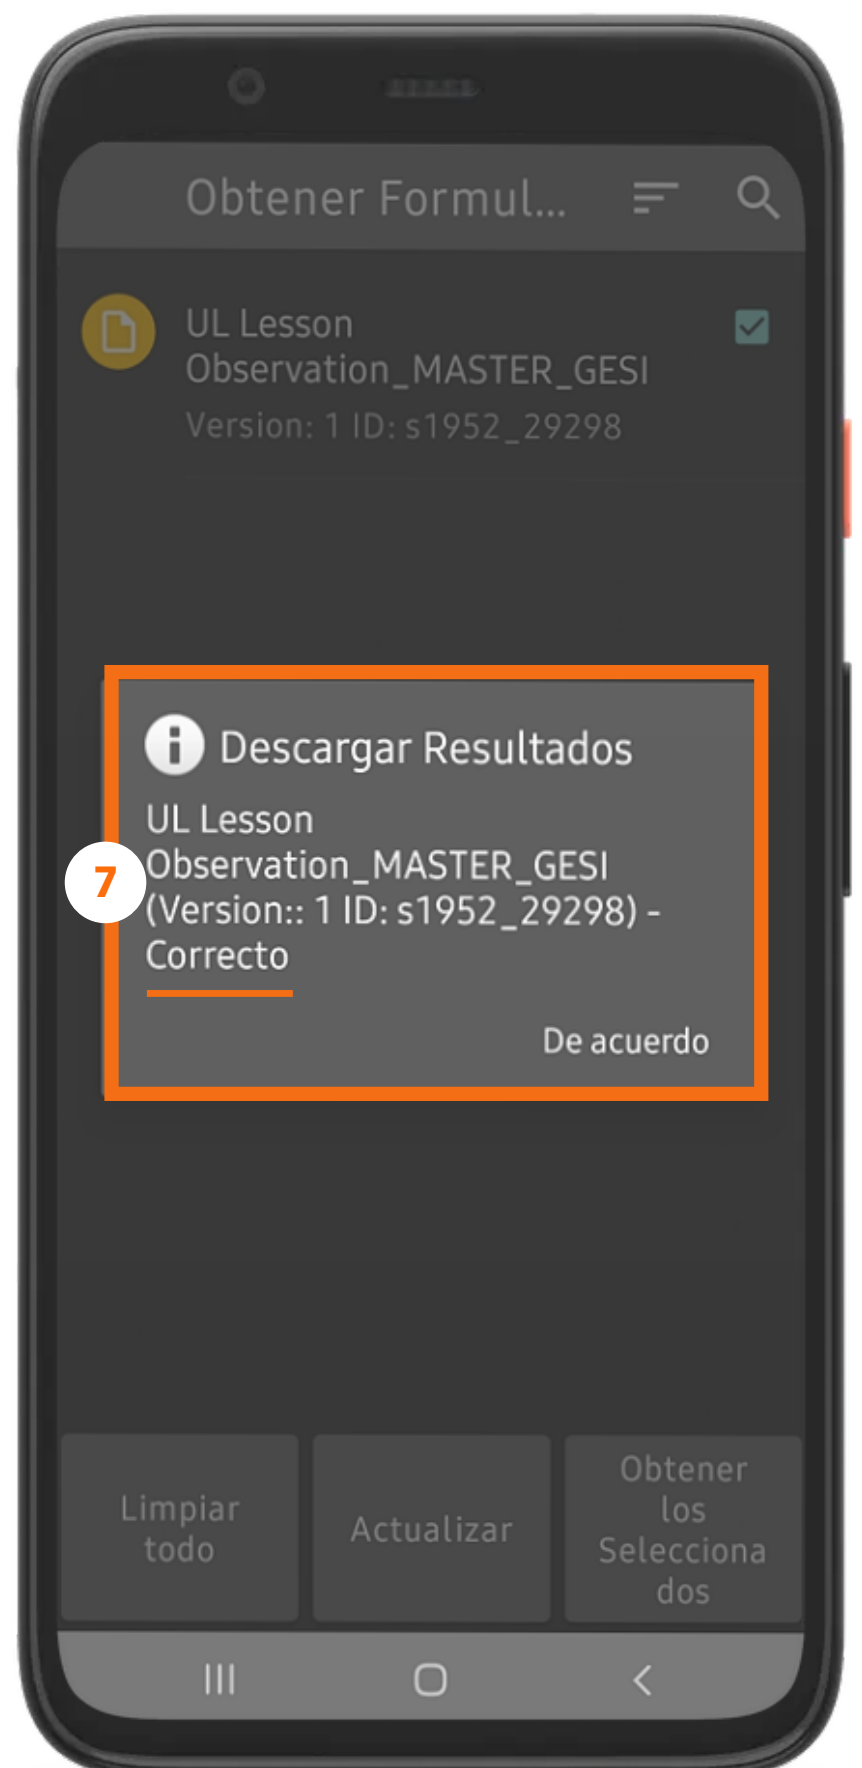 Obtener Formul...
UL Lesson
Observation_MASTER_GESI
Version: 1 ID: s1952_29298
Descargar Resultados
UL Lesson
Observation_MASTER_GESI
(Version:: 1 ID: s1952_29298) -
Correcto
7
De acuerdo
Limpiar
todo
Actualizar
Obtener
los
Selecciona
dos